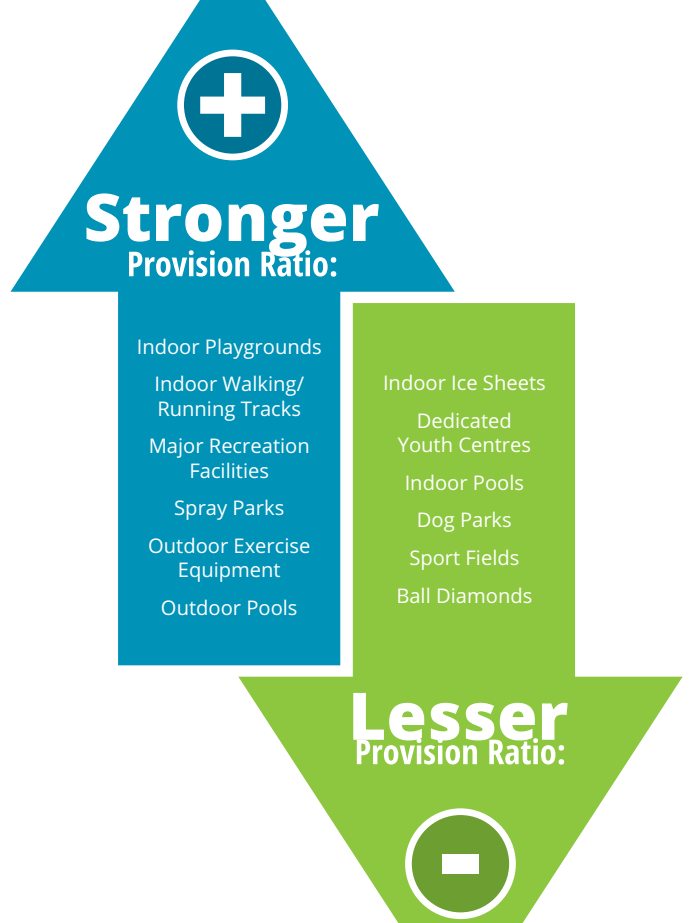 Stronger
Provision Ratio:
Indoor Playgrounds
Indoor Walking/
Running Tracks
Major Recreation
Facilities
Spray Parks
Outdoor Exercise
Equipment
Outdoor Pools
Indoor Ice Sheets
Dedicated
Youth Centres
Indoor Pools
Dog Parks
Sport Fields
Ball Diamonds
Lesser
Provision Ratio: